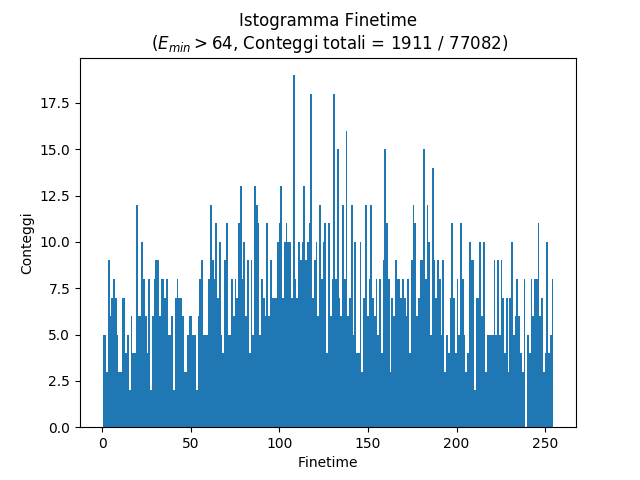 Istogramma Finetime
(E_min > 64, Conteggi totali = 1911 / 77082)
17.5
15.0
12.5
10.0
7.5
5.0
2.5
0.0
Conteggi
0 50 100 150 200 250
Finetime